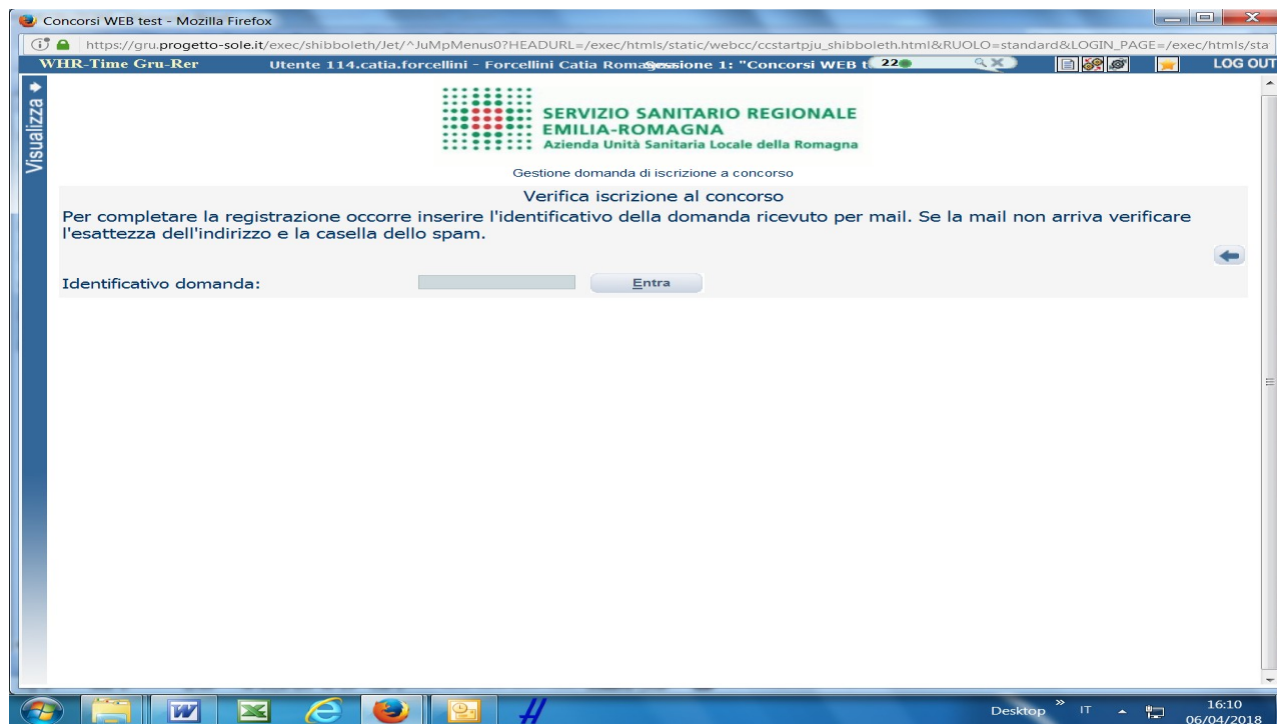 Concorsi WEB test - Mozilla Firefox
https://gru.progetto-sole.it/exec/shibboleth/Jet/^JuMpMenus0?HEADURL=/exec/htmls/static/webcc/ccstartpju_shibboleth.html&RUOLO=standard&LOGIN_PAGE=/exec/htmls/sta
WHR-Time Gru-Rer Utente 114.catia.forcellini - Forcellini Catia Romag Sessione 1: "Concorsi WEB t 22 LOG OUT
Visualizza
SERVIZIO SANITARIO REGIONALE
EMILIA-ROMAGNA
Azienda Unità Sanitaria Locale della Romagna
Gestione domanda di iscrizione a concorso
Verifica iscrizione al concorso
Per completare la registrazione occorre inserire l'identificativo della domanda ricevuto per mail. Se la mail non arriva verificare
l'esattezza dell'indirizzo e la casella dello spam.
Identificativo domanda: Entra
Desktop » IT 16:10
06/04/2018